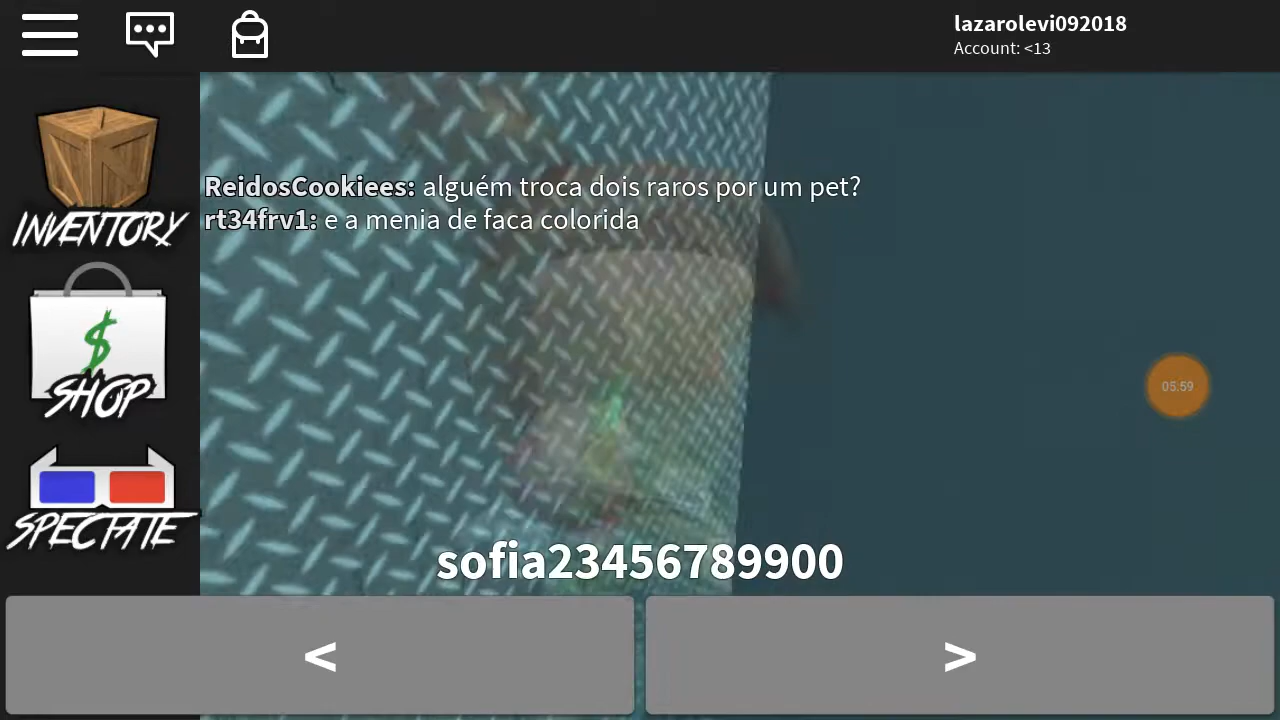 lazarolevi092018
Account: <13
INVENTORY
SHOP
SPECTATE
ReidosCookiees: alguém troca dois raros por um pet?
rt34frv1: e a menia de faca colorida
05:59
sofia23456789900
< >